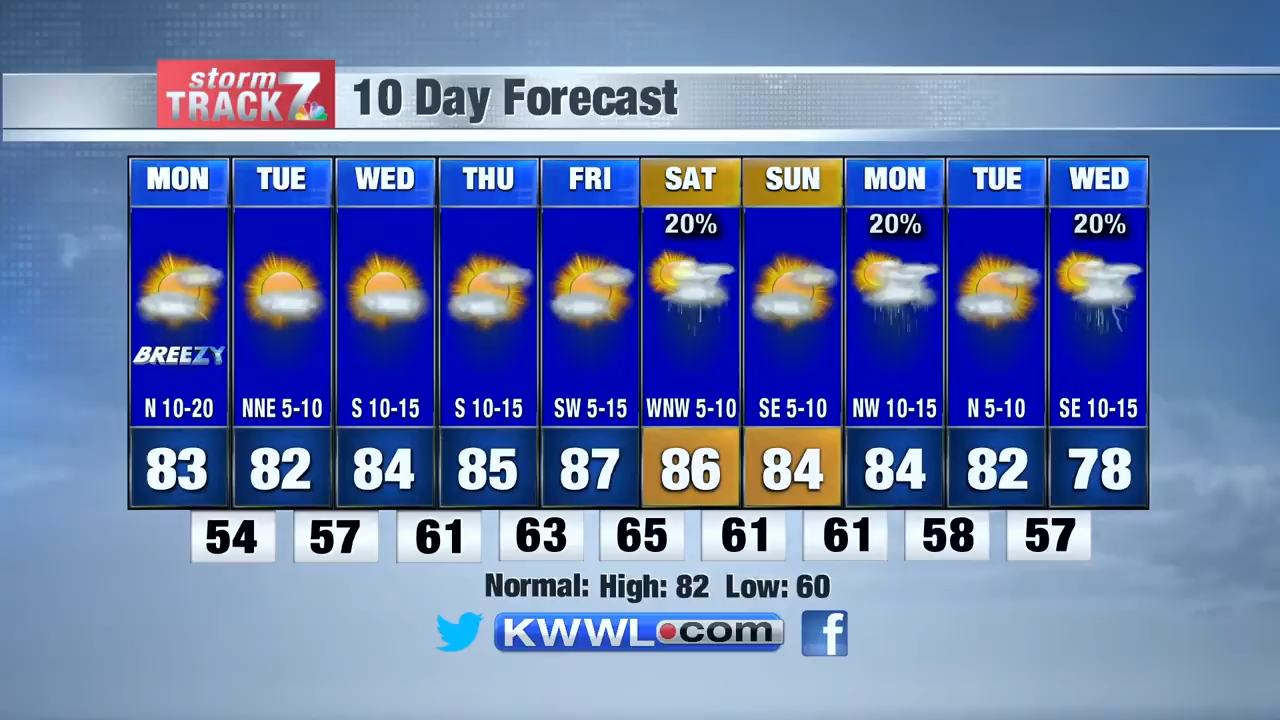 storm
TRACK 7
10 Day Forecast
MON TUE WED THU FRI SAT SUN MON TUE WED
20% 20% 20%
BREEZY
N 10-20 NNE 5-10 S 10-15 S 10-15 SW 5-15 WNW 5-10 SE 5-10 NW 10-15 N 5-10 SE 10-15
83 82 84 85 87 86 84 84 82 78
54 57 61 63 65 61 61 58 57
Normal: High: 82 Low: 60
KWWL.com f